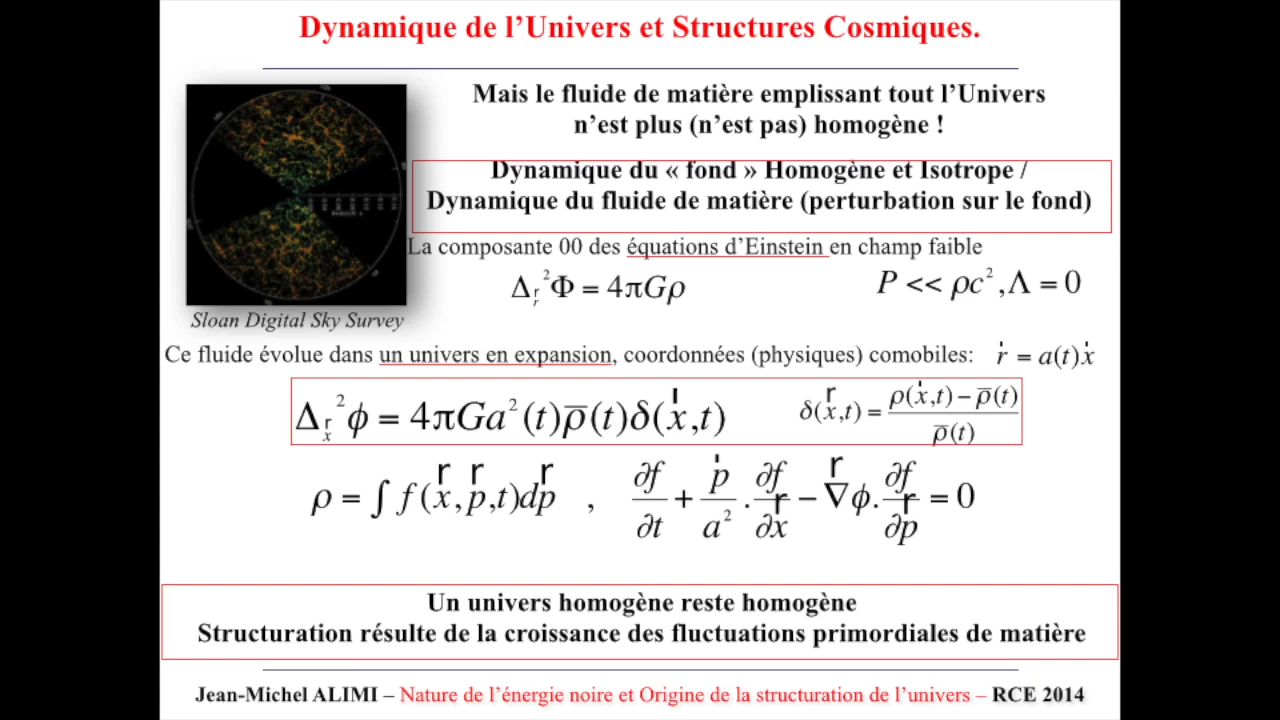 Dynamique de l'Univers et Structures Cosmiques.
Mais le fluide de matière emplissant tout l'Univers
n'est plus (n'est pas) homogène !
Dynamique du « fond » Homogène et Isotrope /
Dynamique du fluide de matière (perturbation sur le fond)
La composante 00 des équations d'Einstein en champ faible
Δ_r^r ²Φ = 4πGρ
P << ρc², Λ = 0
Sloan Digital Sky Survey
Ce fluide évolue dans un univers en expansion, coordonnées (physiques) comobiles: r = a(t)x
Δ_x^r ²ϕ = 4πGa²(t)ρ̅(t)δ(x,t)
δ(x,t) = ρ(x,t) – ρ̅(t) / ρ̅(t)
ρ = ∫ f(x,p,t)dp , ∂f/∂t + p/a² . ∂f/∂x – ∇ϕ. ∂f/∂p = 0
Un univers homogène reste homogène
Structuration résulte de la croissance des fluctuations primordiales de matière
Jean-Michel ALIMI – Nature de l'énergie noire et Origine de la structuration de l'univers – RCE 2014